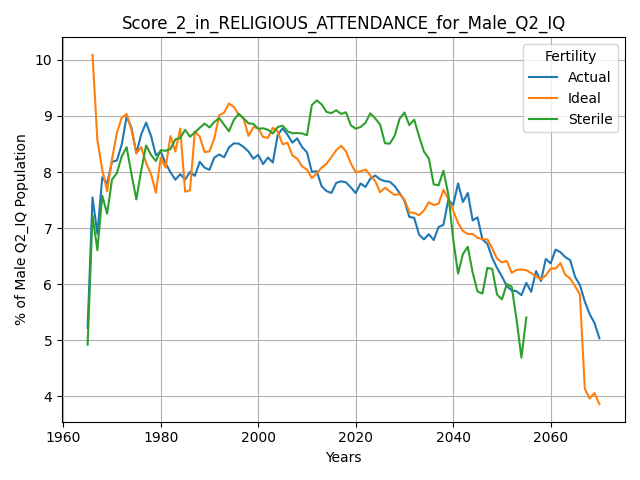 Score_2_in_RELIGIOUS_ATTENDANCE_for_Male_Q2_IQ
Fertility
Actual
Ideal
Sterile
% of Male Q2_IQ Population
10
9
8
7
6
5
4
1960
1980
2000
2020
2040
2060
Years